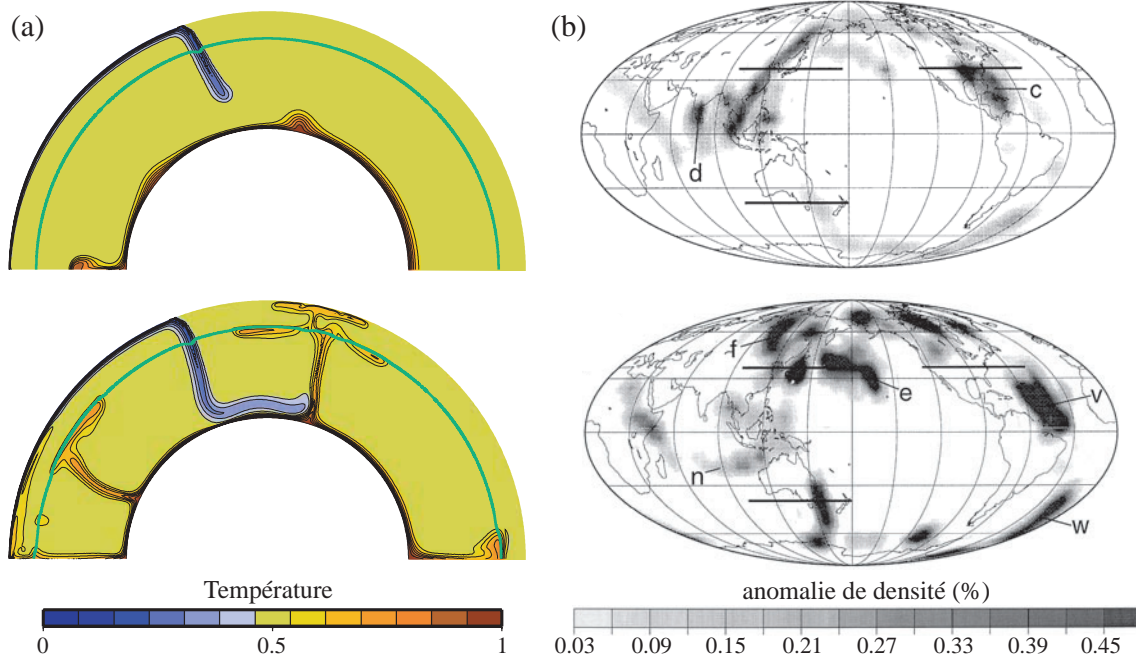 (a)
(b)
c
d
f
e
v
n
w
Température
0 0.5 1
anomalie de densité (%)
0.03 0.09 0.15 0.21 0.27 0.33 0.39 0.45